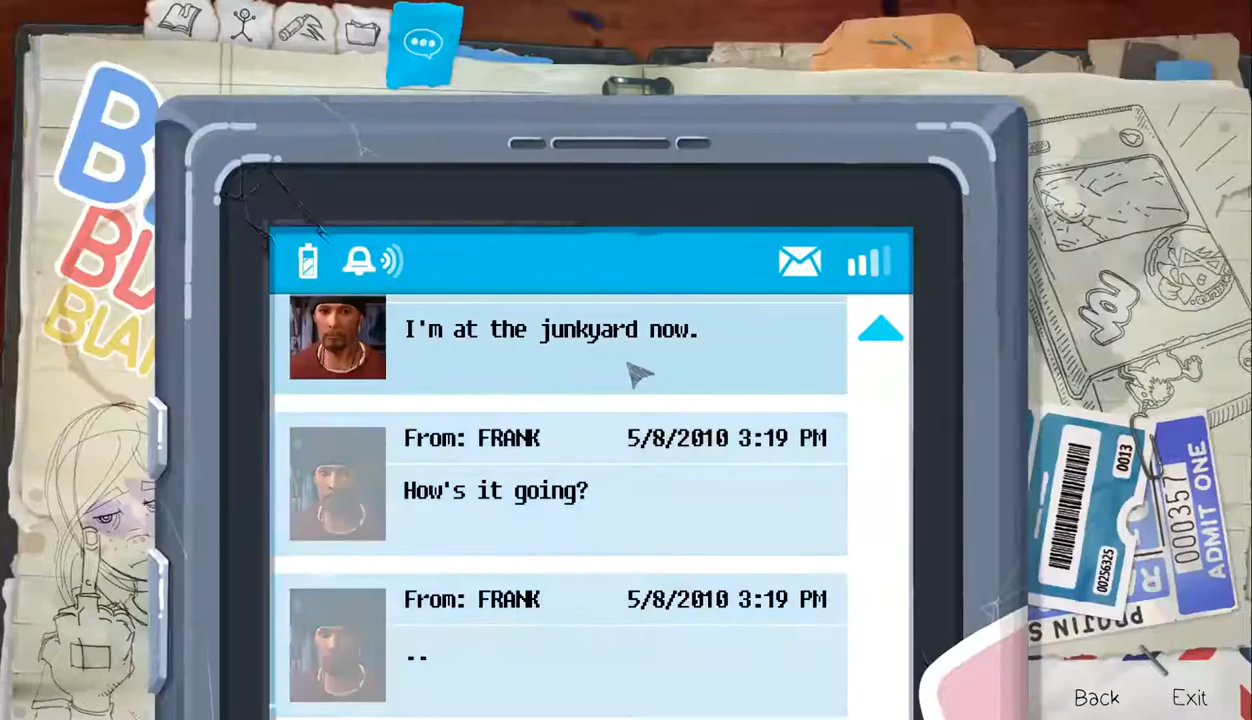 I'm at the junkyard now.
From: FRANK 5/8/2010 3:19 PM
How's it going?
From: FRANK 5/8/2010 3:19 PM
--
0013
00256325
000357
ADMIT ONE
Back
Exit